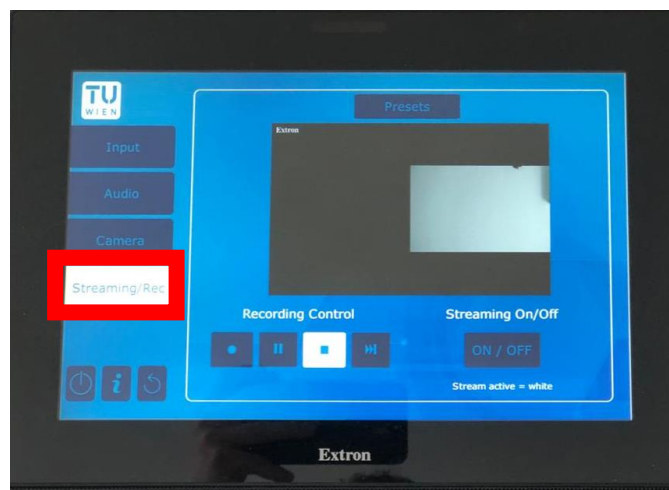 TU
WIEN
Presets
Extron
Input
Audio
Camera
Streaming/Rec
Recording Control
Streaming On/Off
ON / OFF
i
Stream active = white
Extron